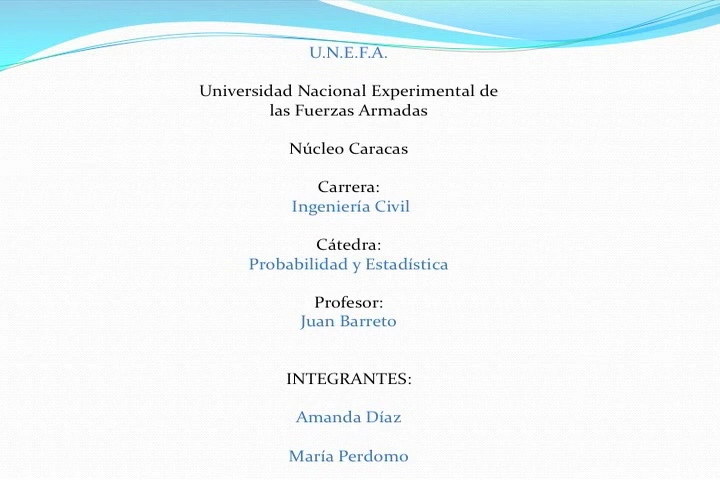 U.N.E.F.A.
Universidad Nacional Experimental de
las Fuerzas Armadas
Núcleo Caracas
Carrera:
Ingeniería Civil
Cátedra:
Probabilidad y Estadística
Profesor:
Juan Barreto
INTEGRANTES:
Amanda Díaz
María Perdomo